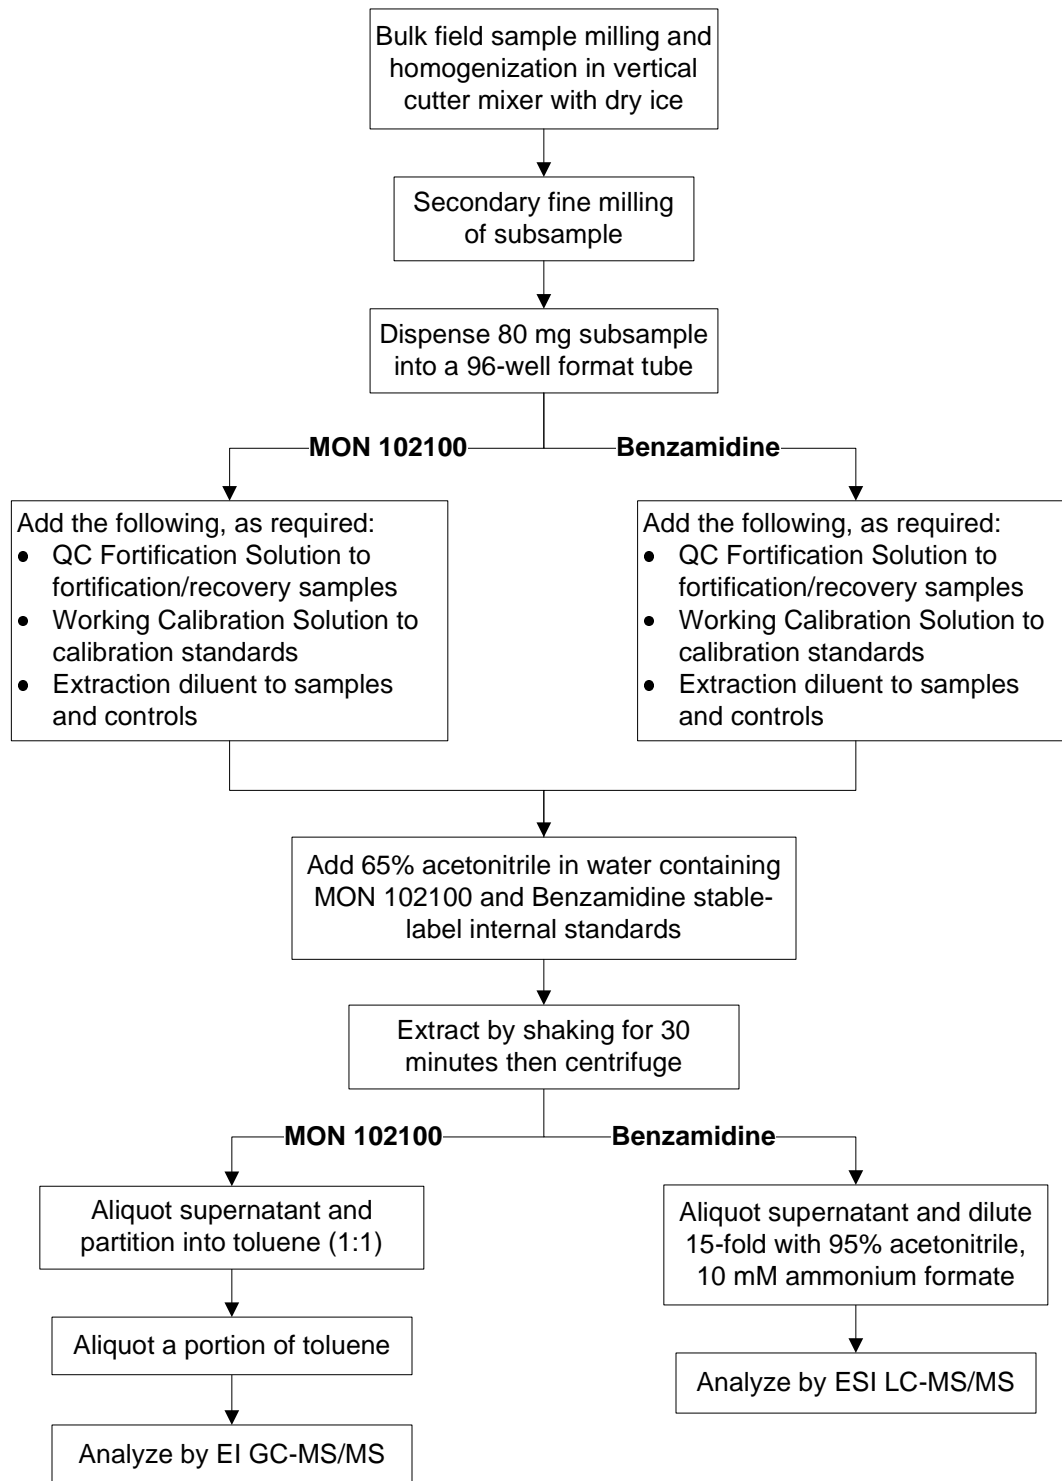 Bulk field sample milling and
homogenization in vertical
cutter mixer with dry ice
Secondary fine milling
of subsample
Dispense 80 mg subsample
into a 96-well format tube
MON 102100
Benzamidine
Add the following, as required:
• QC Fortification Solution to
fortification/recovery samples
• Working Calibration Solution to
calibration standards
• Extraction diluent to samples
and controls
Add the following, as required:
• QC Fortification Solution to
fortification/recovery samples
• Working Calibration Solution to
calibration standards
• Extraction diluent to samples
and controls
Add 65% acetonitrile in water containing
MON 102100 and Benzamidine stable-
label internal standards
Extract by shaking for 30
minutes then centrifuge
MON 102100
Benzamidine
Aliquot supernatant and
partition into toluene (1:1)
Aliquot a portion of toluene
Analyze by EI GC-MS/MS
Aliquot supernatant and dilute
15-fold with 95% acetonitrile,
10 mM ammonium formate
Analyze by ESI LC-MS/MS